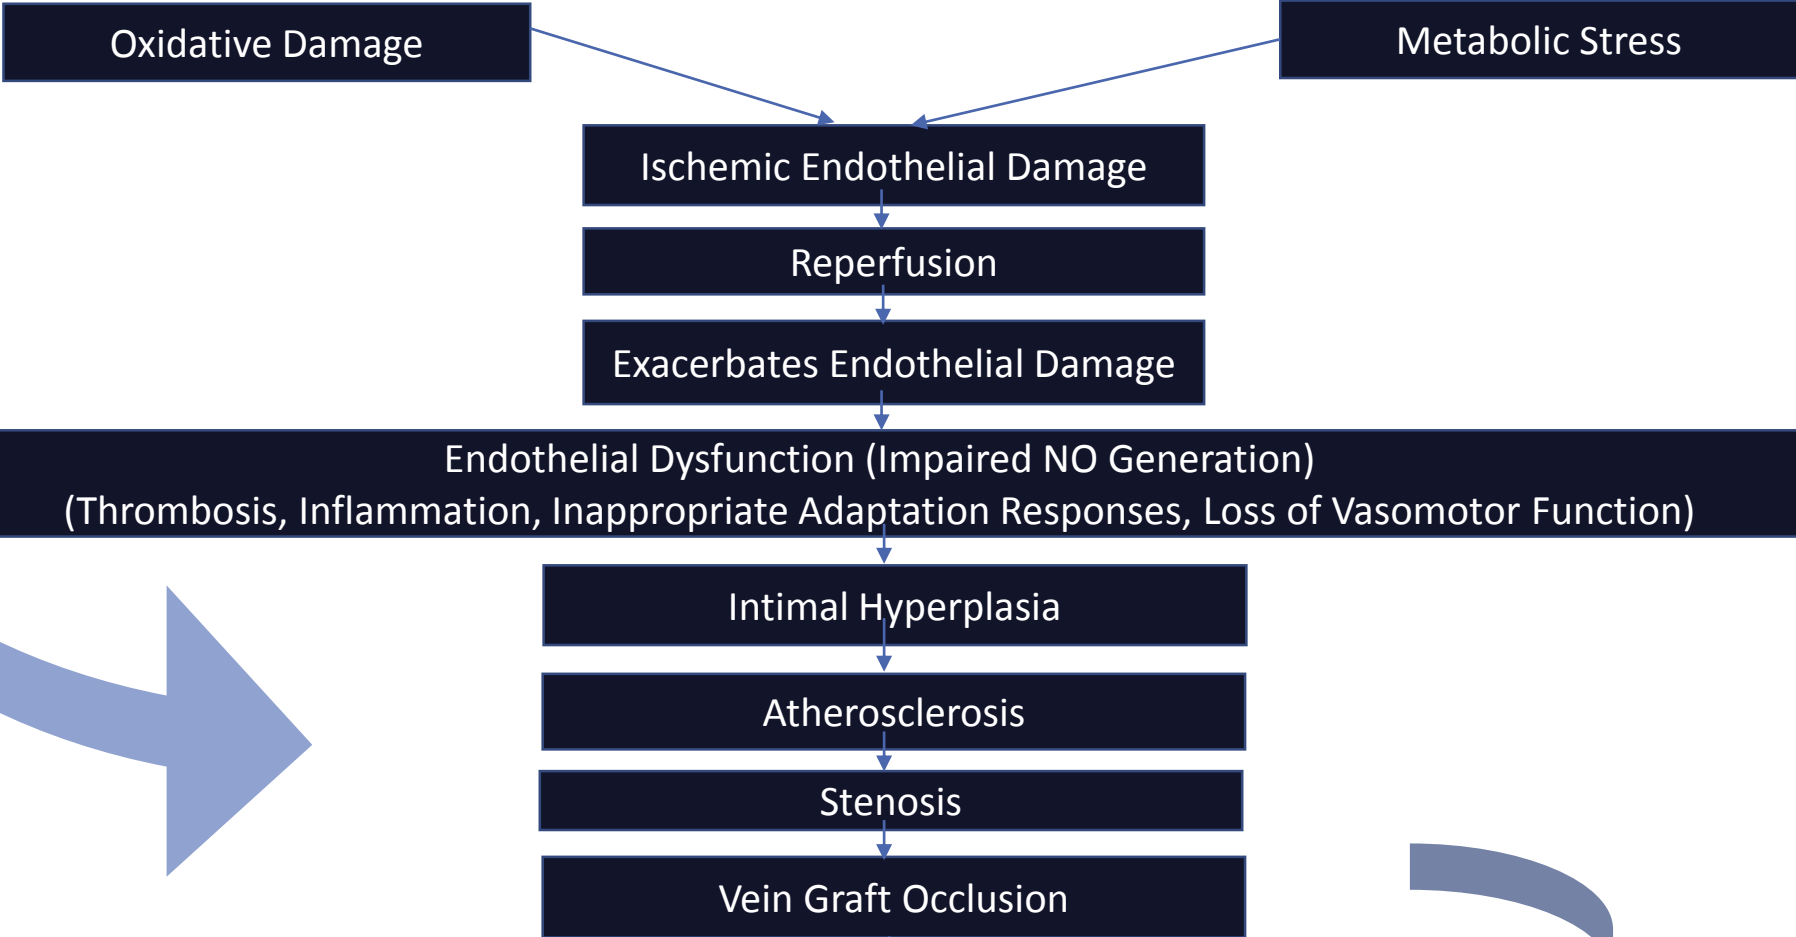 Oxidative Damage
Metabolic Stress
Ischemic Endothelial Damage
Reperfusion
Exacerbates Endothelial Damage
Endothelial Dysfunction (Impaired NO Generation)
(Thrombosis, Inflammation, Inappropriate Adaptation Responses, Loss of Vasomotor Function)
Intimal Hyperplasia
Atherosclerosis
Stenosis
Vein Graft Occlusion